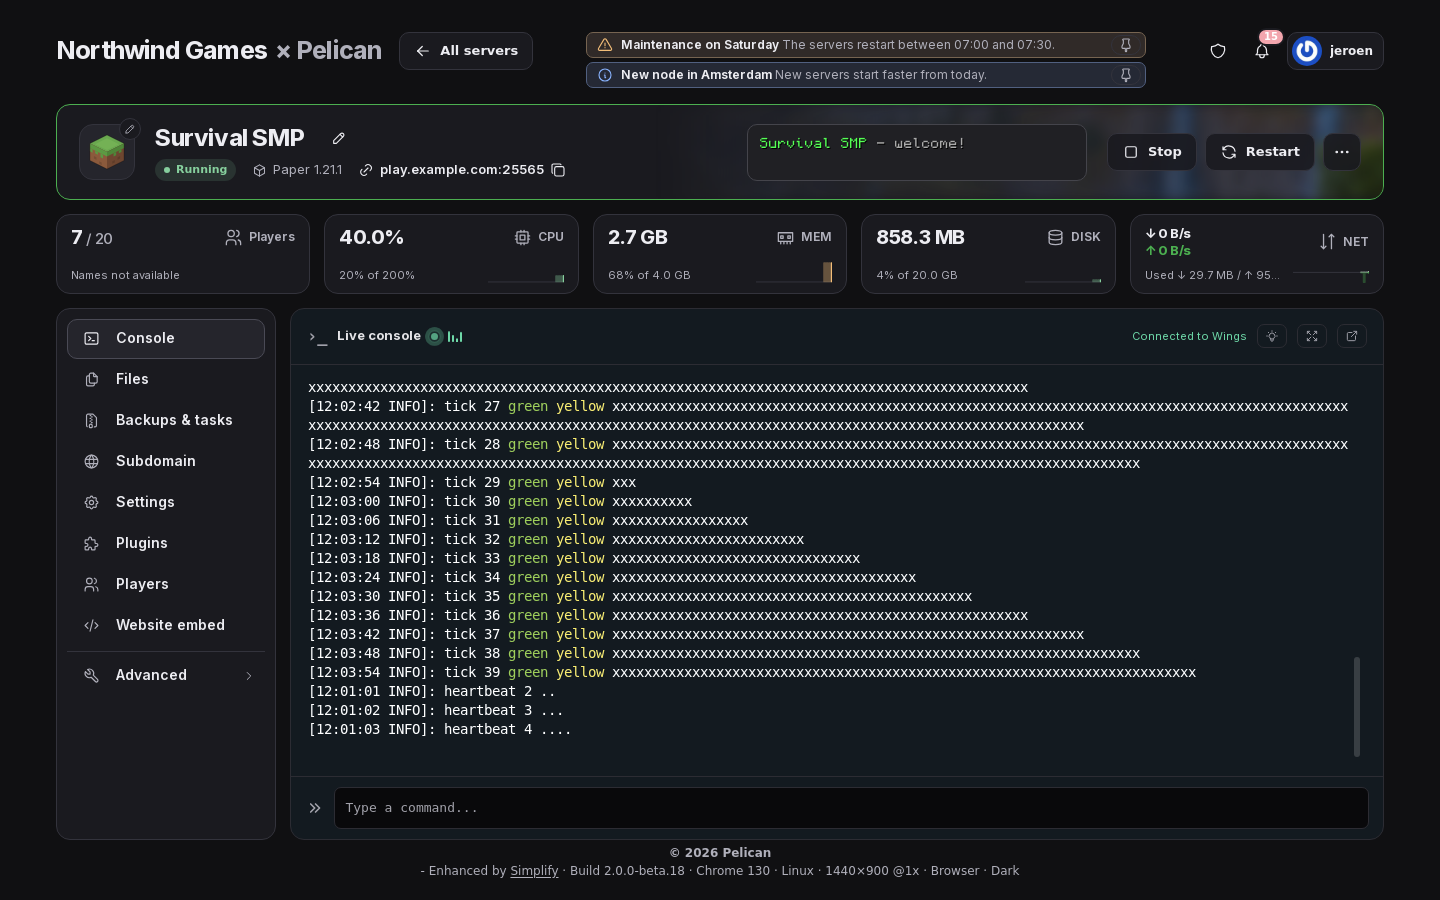 Northwind Games × Pelican
All servers
Maintenance on Saturday The servers restart between 07:00 and 07:30.
New node in Amsterdam New servers start faster from today.
15
jeroen
Survival SMP
Running
Paper 1.21.1
play.example.com:25565
Survival SMP - welcome!
Stop
Restart
7 / 20
Players
Names not available
40.0%
CPU
20% of 200%
2.7 GB
MEM
68% of 4.0 GB
858.3 MB
DISK
4% of 20.0 GB
↓ 0 B/s
↑ 0 B/s
NET
Used ↓ 29.7 MB / ↑ 95...
Console
Files
Backups & tasks
Subdomain
Settings
Plugins
Players
Website embed
Advanced
Live console
Connected to Wings
xxxxxxxxxxxxxxxxxxxxxxxxxxxxxxxxxxxxxxxxxxxxxxxxxxxxxxxxxxxxxxxxxxxxxxxxxxxxxxxxxxxxxxxxxx
[12:02:42 INFO]: tick 27 green yellow xxxxxxxxxxxxxxxxxxxxxxxxxxxxxxxxxxxxxxxxxxxxxxxxxxxxxxxxxxxxxxxxxxxxxxxxxxxxxxxxxxxxxxxxxxxx
xxxxxxxxxxxxxxxxxxxxxxxxxxxxxxxxxxxxxxxxxxxxxxxxxxxxxxxxxxxxxxxxxxxxxxxxxxxxxxxxxxxxxxxxxxxxxxxxx
[12:02:48 INFO]: tick 28 green yellow xxxxxxxxxxxxxxxxxxxxxxxxxxxxxxxxxxxxxxxxxxxxxxxxxxxxxxxxxxxxxxxxxxxxxxxxxxxxxxxxxxxxxxxxxxxx
xxxxxxxxxxxxxxxxxxxxxxxxxxxxxxxxxxxxxxxxxxxxxxxxxxxxxxxxxxxxxxxxxxxxxxxxxxxxxxxxxxxxxxxxxxxxxxxxxxxxxxxx
[12:02:54 INFO]: tick 29 green yellow xxx
[12:03:00 INFO]: tick 30 green yellow xxxxxxxxxx
[12:03:06 INFO]: tick 31 green yellow xxxxxxxxxxxxxxxxx
[12:03:12 INFO]: tick 32 green yellow xxxxxxxxxxxxxxxxxxxxxxxx
[12:03:18 INFO]: tick 33 green yellow xxxxxxxxxxxxxxxxxxxxxxxxxxxxxxx
[12:03:24 INFO]: tick 34 green yellow xxxxxxxxxxxxxxxxxxxxxxxxxxxxxxxxxxxxxx
[12:03:30 INFO]: tick 35 green yellow xxxxxxxxxxxxxxxxxxxxxxxxxxxxxxxxxxxxxxxxxxxxx
[12:03:36 INFO]: tick 36 green yellow xxxxxxxxxxxxxxxxxxxxxxxxxxxxxxxxxxxxxxxxxxxxxxxxxxxx
[12:03:42 INFO]: tick 37 green yellow xxxxxxxxxxxxxxxxxxxxxxxxxxxxxxxxxxxxxxxxxxxxxxxxxxxxxxxxxxx
[12:03:48 INFO]: tick 38 green yellow xxxxxxxxxxxxxxxxxxxxxxxxxxxxxxxxxxxxxxxxxxxxxxxxxxxxxxxxxxxxxxxxxx
[12:03:54 INFO]: tick 39 green yellow xxxxxxxxxxxxxxxxxxxxxxxxxxxxxxxxxxxxxxxxxxxxxxxxxxxxxxxxxxxxxxxxxxxxxxxxx
[12:01:01 INFO]: heartbeat 2 ..
[12:01:02 INFO]: heartbeat 3 ...
[12:01:03 INFO]: heartbeat 4 ....
Type a command...
© 2026 Pelican
- Enhanced by Simplify · Build 2.0.0-beta.18 · Chrome 130 · Linux · 1440×900 @1x · Browser · Dark